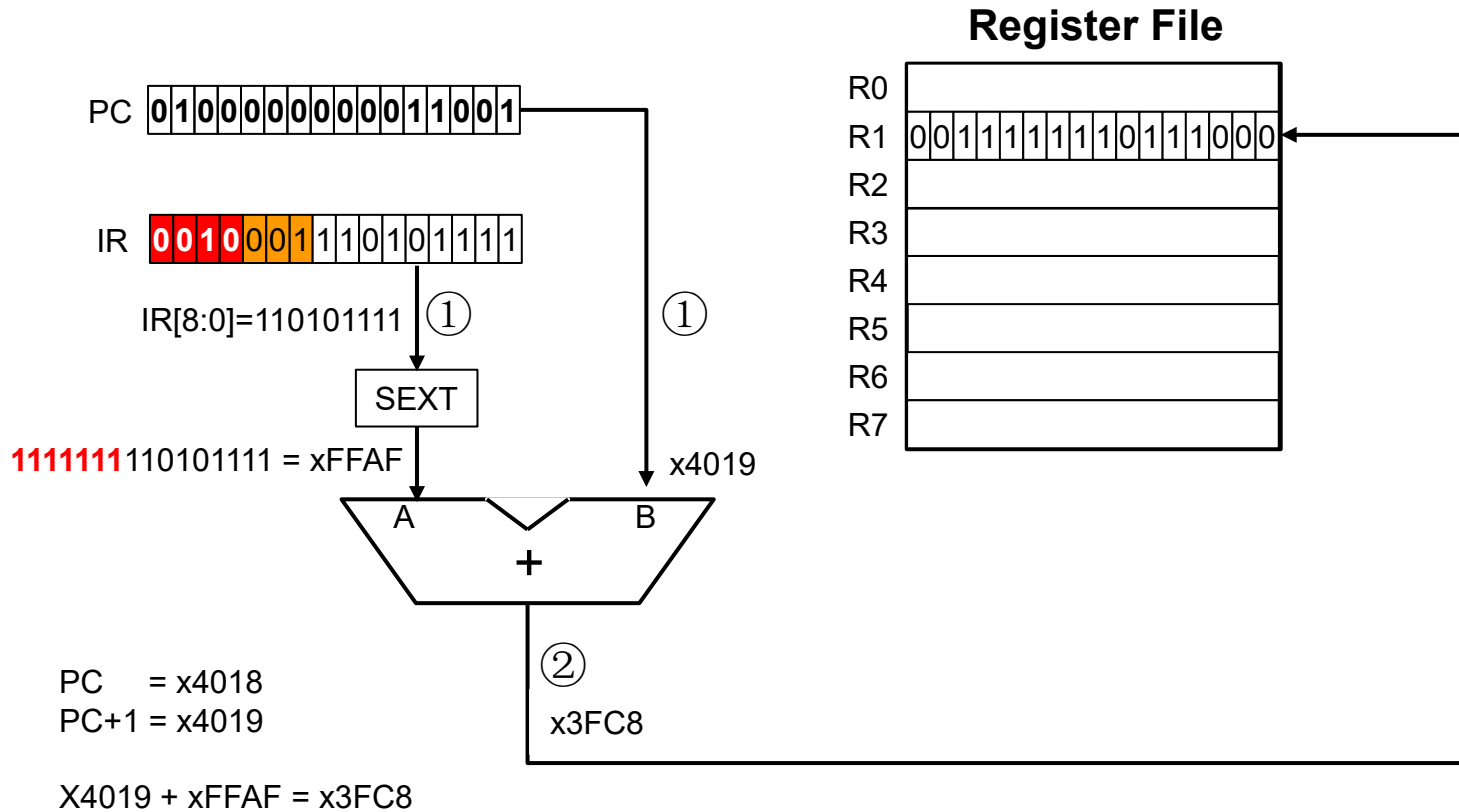 Register File
PC 0100000000011001
IR 0010001110101111
IR[8:0]=110101111
①
①
SEXT
1111111110101111 = xFFAF
x4019
A
B
+
②
x3FC8
PC = x4018
PC+1 = x4019
X4019 + xFFAF = x3FC8
R0
R1 0011111110111000
R2
R3
R4
R5
R6
R7